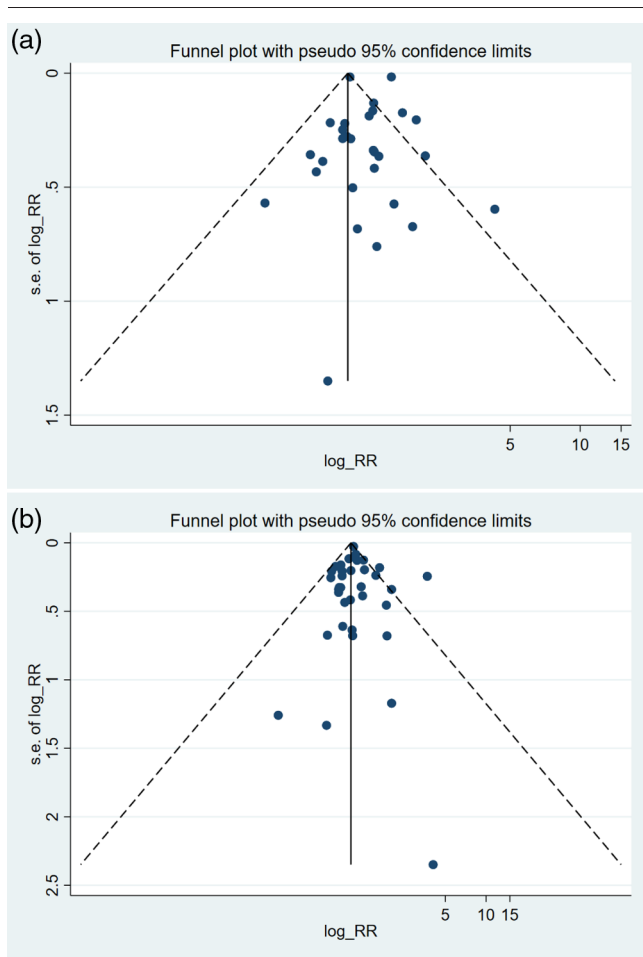 (a)
Funnel plot with pseudo 95% confidence limits
0
.5
1
1.5
s.e. of log_RR
5 10 15
log_RR
(b)
Funnel plot with pseudo 95% confidence limits
0
.5
1
1.5
2
2.5
s.e. of log_RR
5 10 15
log_RR